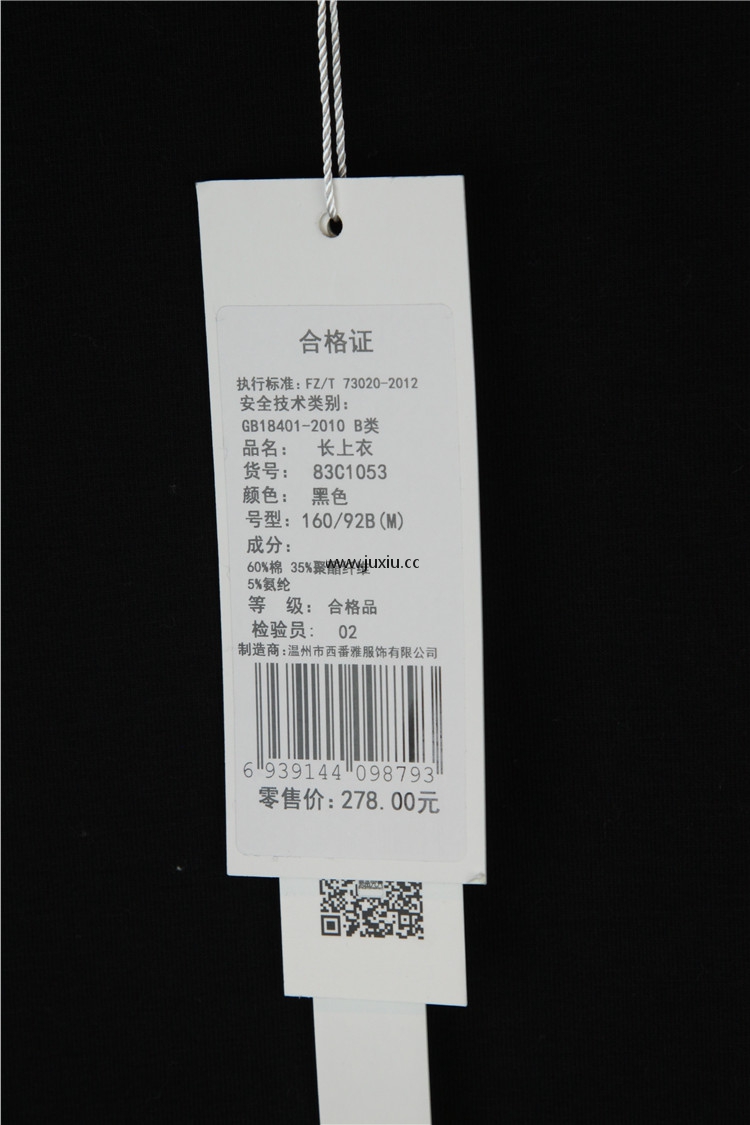 合格证
执行标准：FZ/T 73020-2012
安全技术类别：
GB18401-2010 B类
品名： 长上衣
货号： 83C1053
颜色： 黑色
号型：160/92B(M)
成分：
www.juxiu.cc
60%棉 35%聚酯纤维
5%氨纶
等 级：合格品
检验员： 02
制造商：温州市西番雅服饰有限公司
6 939144 098793
零售价：278.00元